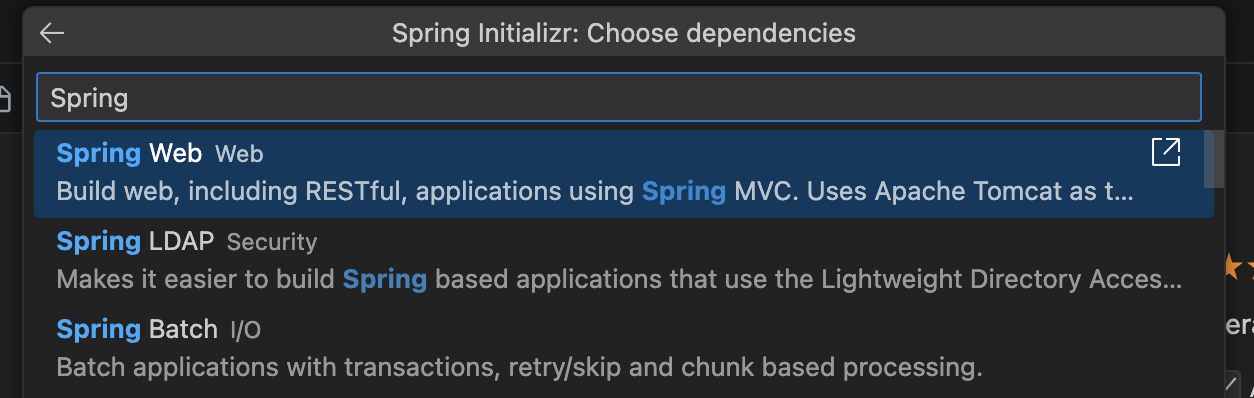 Spring Initializr: Choose dependencies
Spring
Spring Web Web
Build web, including RESTful, applications using Spring MVC. Uses Apache Tomcat as t...
Spring LDAP Security
Makes it easier to build Spring based applications that use the Lightweight Directory Acces...
Spring Batch I/O
Batch applications with transactions, retry/skip and chunk based processing.